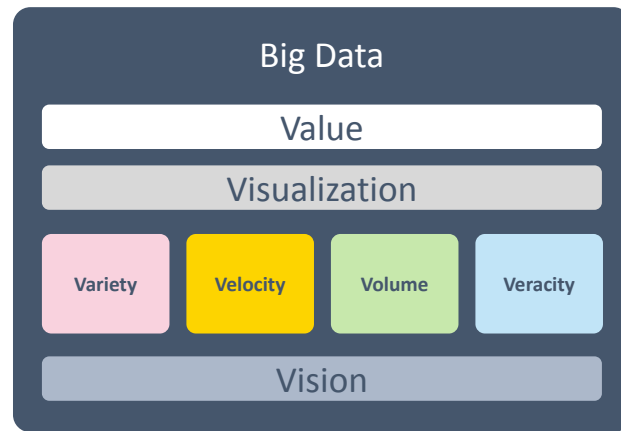 Big Data
Value
Visualization
Variety Velocity Volume Veracity
Vision